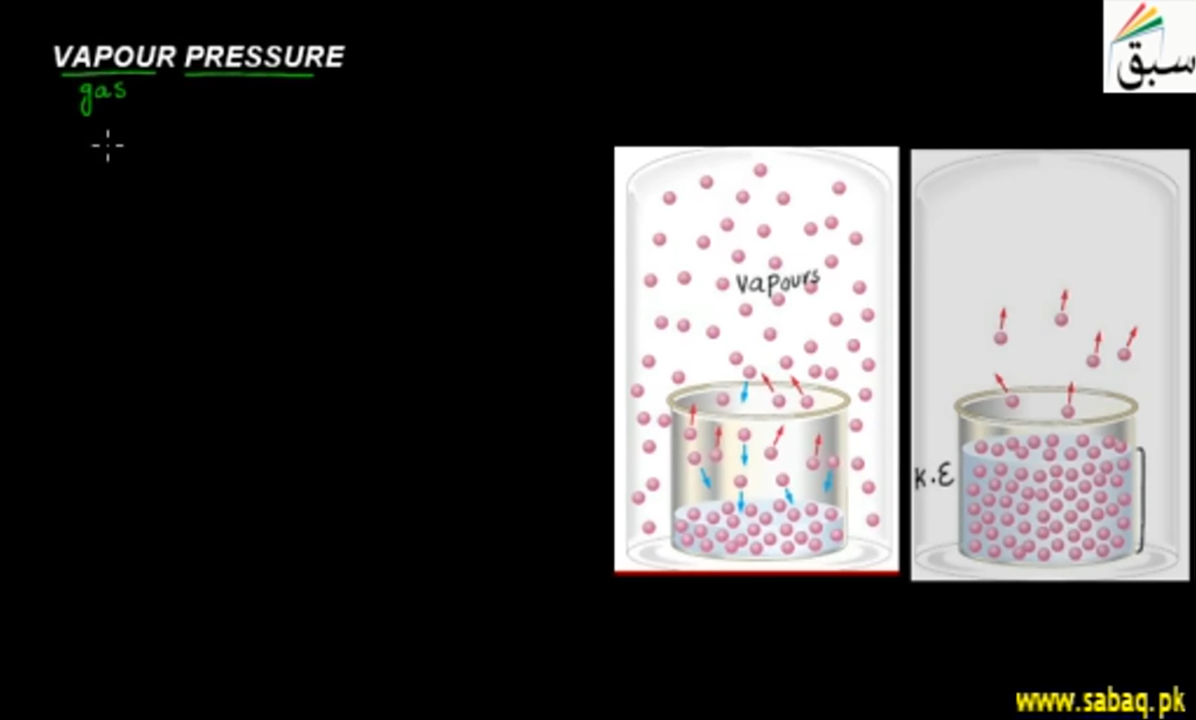 VAPOUR PRESSURE
gas
سبق
vapours
K.E
www.sabaq.pk